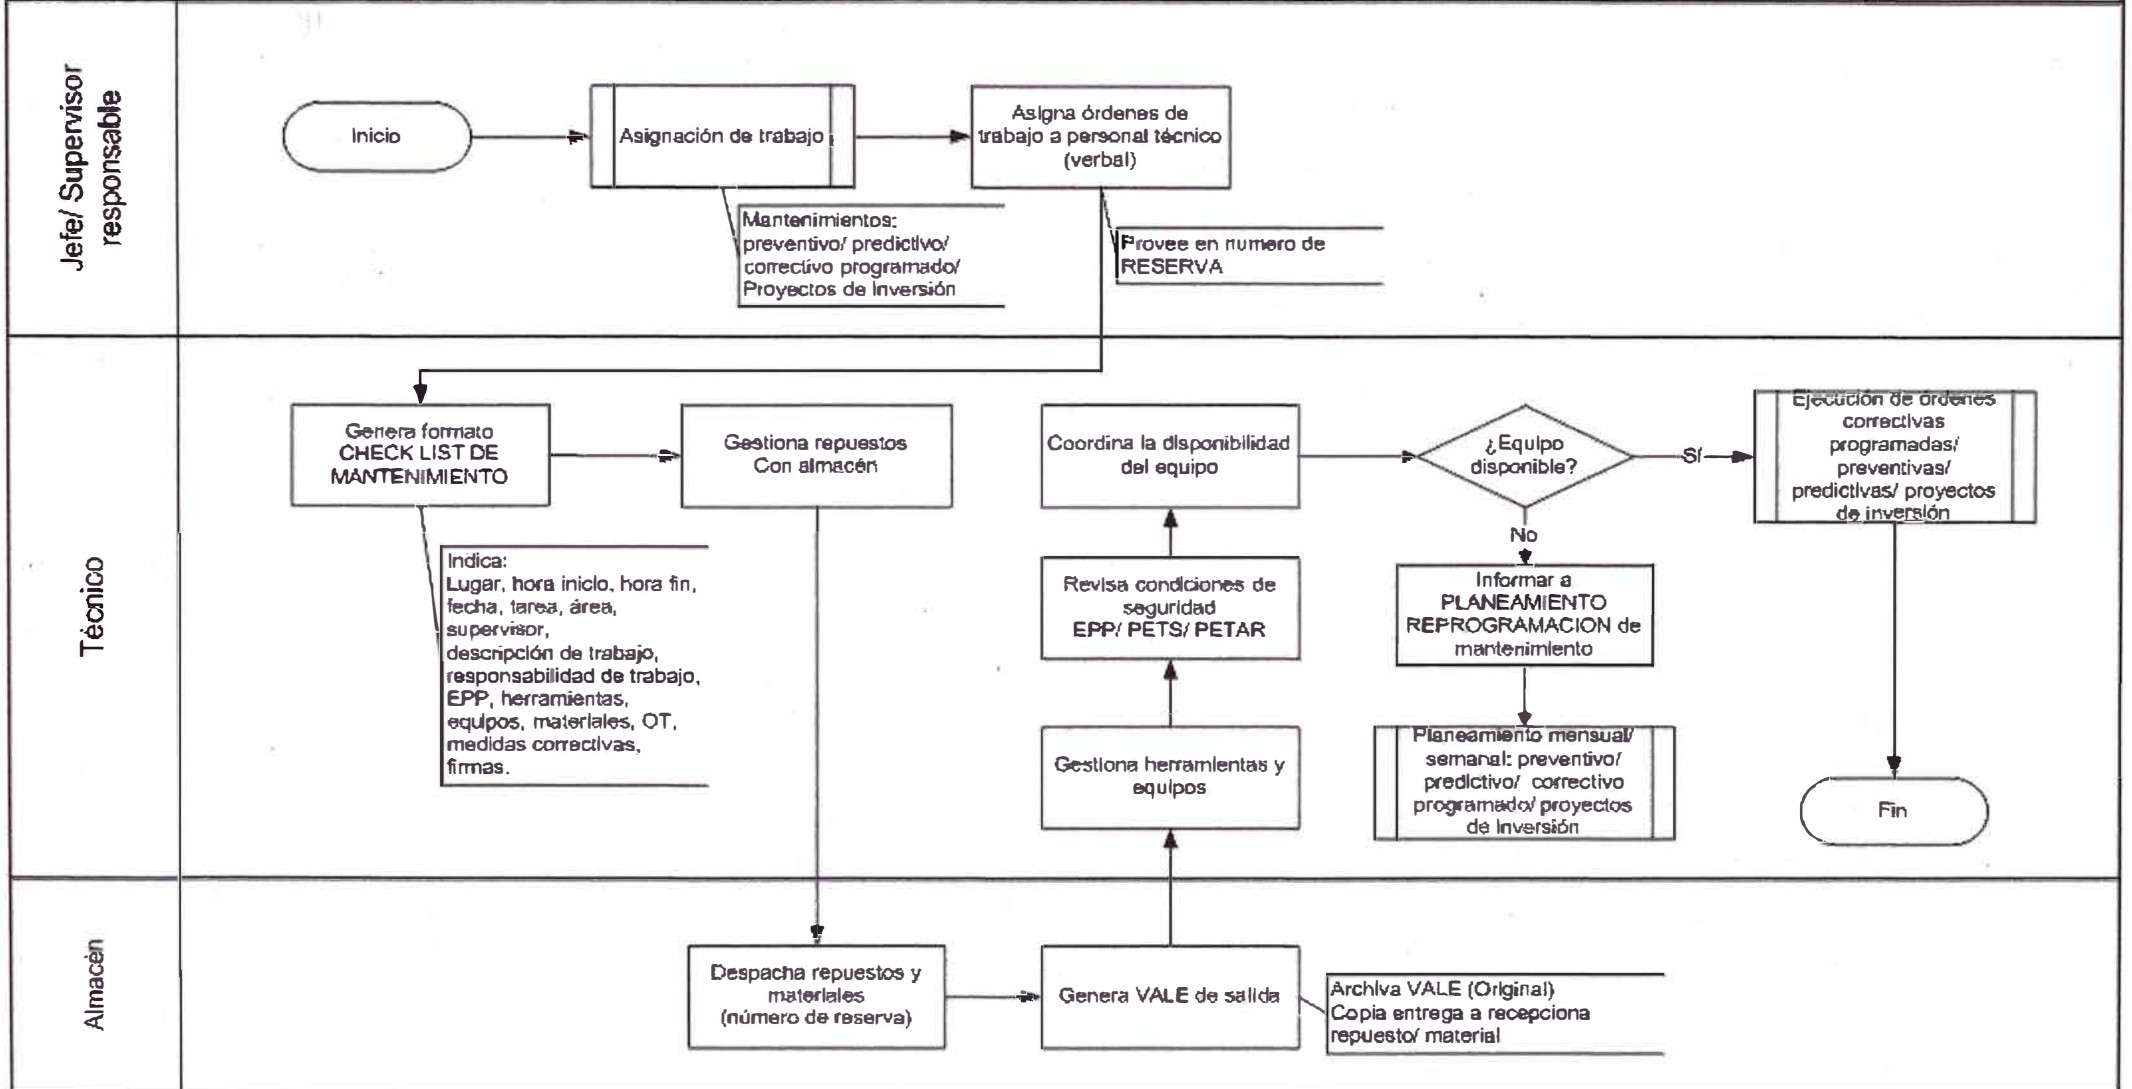 Jefe/ Supervisor
responsable
Inicio
Asignación de trabajo
Asigna órdenes de
trabajo a personal técnico
(verbal)
Mantenimientos:
preventivo/ predictivo/
correctivo programado/
Proyectos de Inversión
Provee en numero de
RESERVA
Técnico
Genera formato
CHECK LIST DE
MANTENIMIENTO
Gestiona repuestos
Con almacén
Indica:
Lugar, hora inicio, hora fin,
fecha, tarea, área,
supervisor,
descripción de trabajo,
responsabilidad de trabajo,
EPP, herramientas,
equipos, materiales, OT,
medidas correctivas,
firmas.
Coordina la disponibilidad
del equipo
¿Equipo
disponible?
Sí
Ejecución de órdenes
correctivas
programadas/
preventivas/
predictivas/ proyectos
de inversión
No
Revisa condiciones de
seguridad
EPP/ PETS/ PETAR
Informar a
PLANEAMIENTO
REPROGRAMACION de
mantenimiento
Gestiona herramientas y
equipos
Planeamiento mensual/
semanal: preventivo/
predictivo/ correctivo
programado/ proyectos
de Inversión
Fin
Almacén
Despacha repuestos y
materiales
(número de reserva)
Genera VALE de salida
Archiva VALE (Original)
Copia entrega a recepciona
repuesto/ material